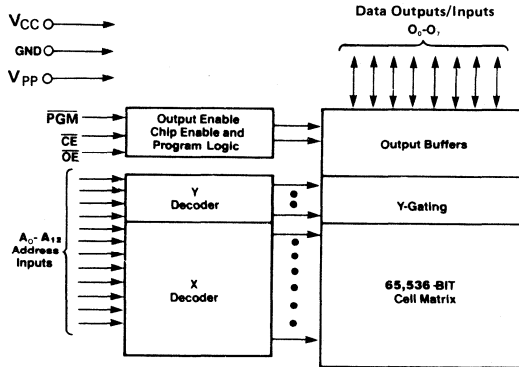 VCC
GND
VPP
Data Outputs/Inputs
O₀-O₇
PGM
CE
OE
Output Enable
Chip Enable and
Program Logic
Output Buffers
Y
Decoder
Y-Gating
A₀-A₁₂
Address
Inputs
X
Decoder
65,536-BIT
Cell Matrix